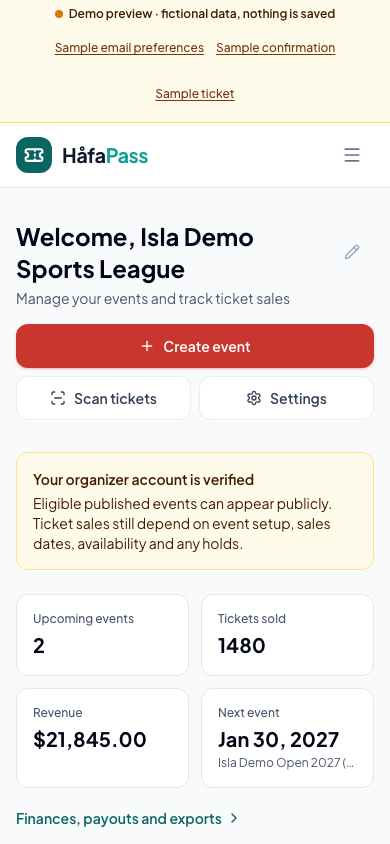 Demo preview · fictional data, nothing is saved
Sample email preferences Sample confirmation
Sample ticket
HåfaPass
Welcome, Isla Demo
Sports League
Manage your events and track ticket sales
+ Create event
Scan tickets Settings
Your organizer account is verified
Eligible published events can appear publicly.
Ticket sales still depend on event setup, sales
dates, availability and any holds.
Upcoming events
2
Tickets sold
1480
Revenue
$21,845.00
Next event
Jan 30, 2027
Isla Demo Open 2027 (…
Finances, payouts and exports